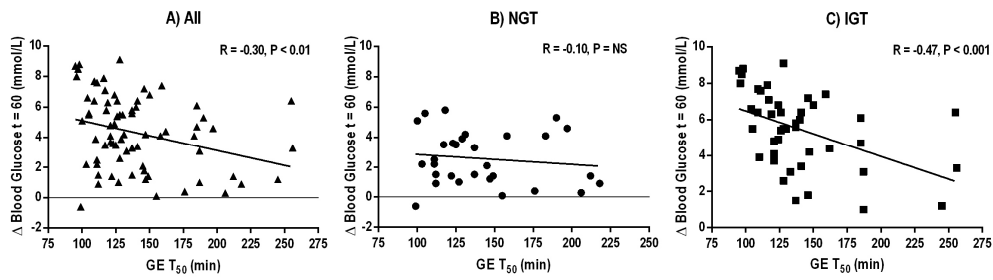 A) All
R = -0.30, P < 0.01
Δ Blood Glucose t = 60 (mmol/L)
10
8
6
4
2
0
-2
75 100 125 150 175 200 225 250 275
GE T50 (min)
B) NGT
R = -0.10, P = NS
Δ Blood Glucose t = 60 (mmol/L)
10
8
6
4
2
0
-2
75 100 125 150 175 200 225 250
GE T50 (min)
C) IGT
R = -0.47, P < 0.001
Δ Blood Glucose t = 60 (mmol/L)
10
8
6
4
2
0
-2
75 100 125 150 175 200 225 250 275
GE T50 (min)